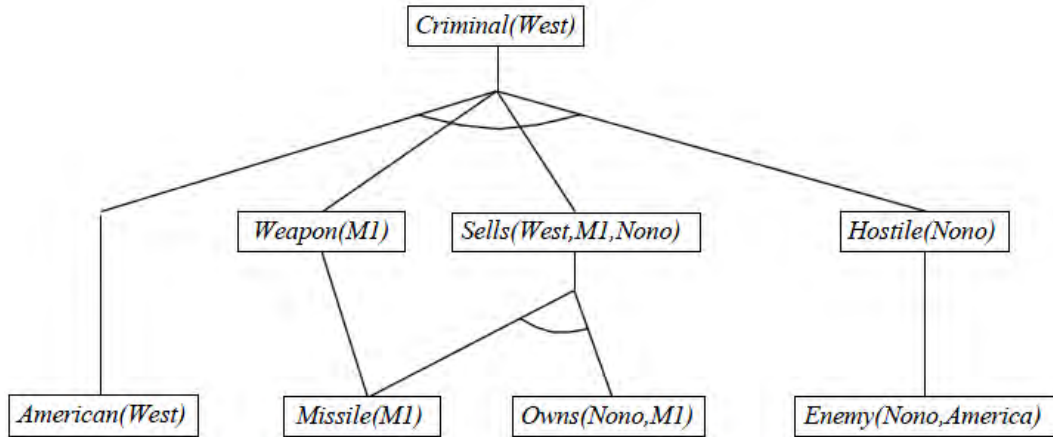 Criminal(West)
Weapon(M1)
Sells(West,M1,Nono)
Hostile(Nono)
American(West)
Missile(M1)
Owns(Nono,M1)
Enemy(Nono,America)